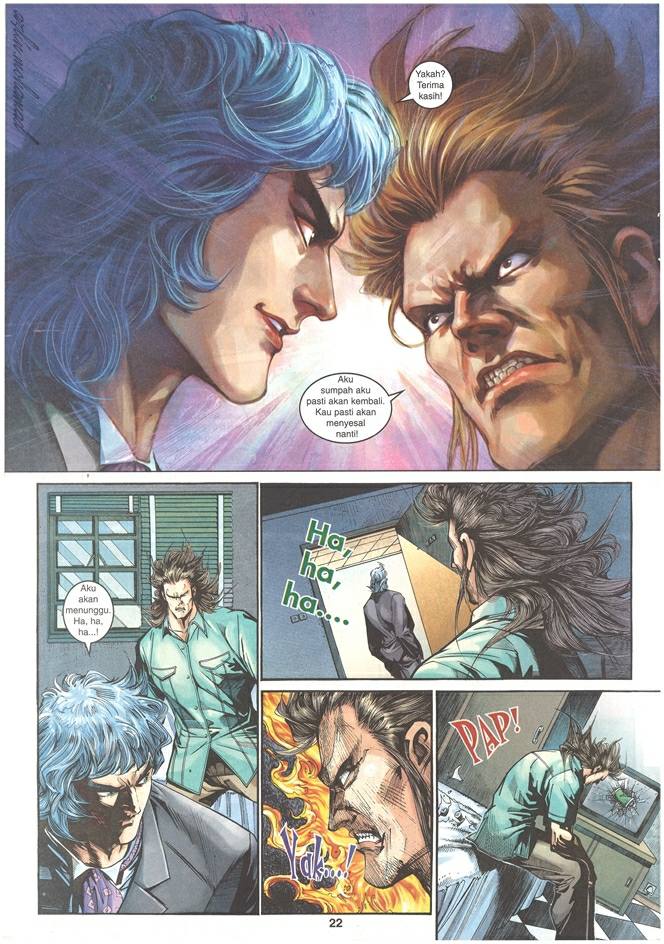 Yakah?
Terima
kasih!
Aku
sumpah aku
pasti akan kembali.
Kau pasti akan
menyesal
nanti!
Aku
akan
menunggu.
Ha, ha,
ha...!
Ha,
ha,
ha....
Yak....!
PAP!
22